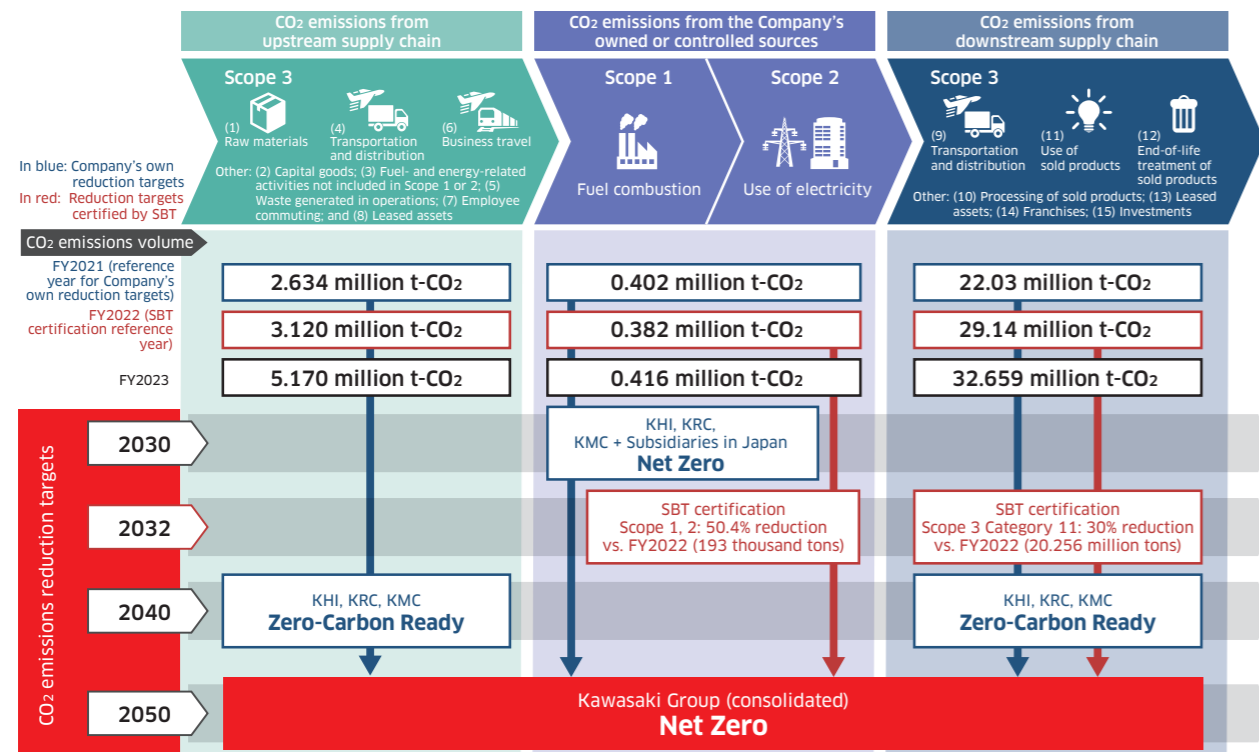 CO2 emissions from
upstream supply chain
CO2 emissions from the Company's
owned or controlled sources
CO2 emissions from
downstream supply chain
Scope 3
(1)
Raw materials
(4)
Transportation
and distribution
(6)
Business travel
Other: (2) Capital goods; (3) Fuel- and energy-related
activities not included in Scope 1 or 2; (5)
Waste generated in operations; (7) Employee
commuting; and (8) Leased assets
Scope 1
Fuel combustion
Scope 2
Use of electricity
Scope 3
(9)
Transportation
and distribution
(11)
Use of
sold products
(12)
End-of-life
treatment of
sold products
Other: (10) Processing of sold products; (13) Leased
assets; (14) Franchises; (15) Investments
In blue: Company's own
reduction targets
In red: Reduction targets
certified by SBT
CO2 emissions volume
FY2021 (reference
year for Company's
own reduction targets)
2.634 million t-CO2
0.402 million t-CO2
22.03 million t-CO2
FY2022 (SBT
certification reference
year)
3.120 million t-CO2
0.382 million t-CO2
29.14 million t-CO2
FY2023
5.170 million t-CO2
0.416 million t-CO2
32.659 million t-CO2
CO2 emissions reduction targets
2030
KHI, KRC,
KMC + Subsidiaries in Japan
Net Zero
2032
SBT certification
Scope 1, 2: 50.4% reduction
vs. FY2022 (193 thousand tons)
SBT certification
Scope 3 Category 11: 30% reduction
vs. FY2022 (20.256 million tons)
2040
KHI, KRC, KMC
Zero-Carbon Ready
KHI, KRC, KMC
Zero-Carbon Ready
2050
Kawasaki Group (consolidated)
Net Zero